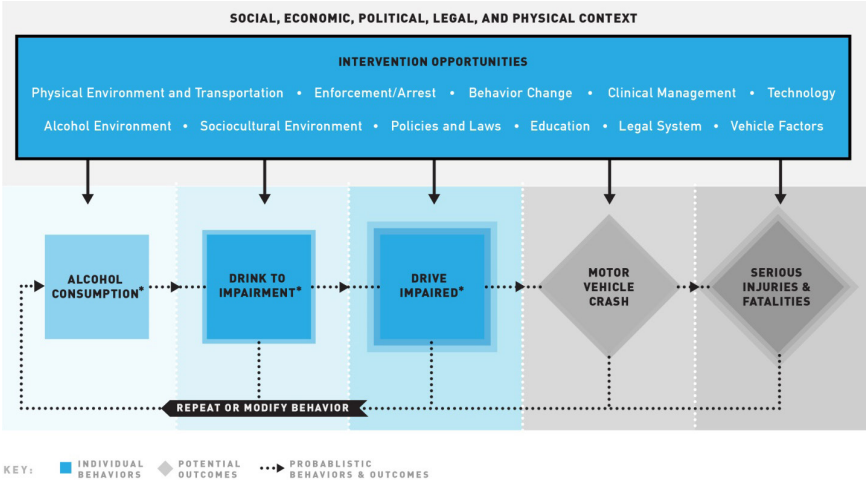 SOCIAL, ECONOMIC, POLITICAL, LEGAL, AND PHYSICAL CONTEXT
INTERVENTION OPPORTUNITIES
Physical Environment and Transportation • Enforcement/Arrest • Behavior Change • Clinical Management • Technology
Alcohol Environment • Sociocultural Environment • Policies and Laws • Education • Legal System • Vehicle Factors
ALCOHOL
CONSUMPTION*
DRINK TO
IMPAIRMENT*
DRIVE
IMPAIRED*
MOTOR
VEHICLE
CRASH
SERIOUS
INJURIES &
FATALITIES
REPEAT OR MODIFY BEHAVIOR
KEY:
INDIVIDUAL
BEHAVIORS
POTENTIAL
OUTCOMES
PROBABLISTIC
BEHAVIORS & OUTCOMES